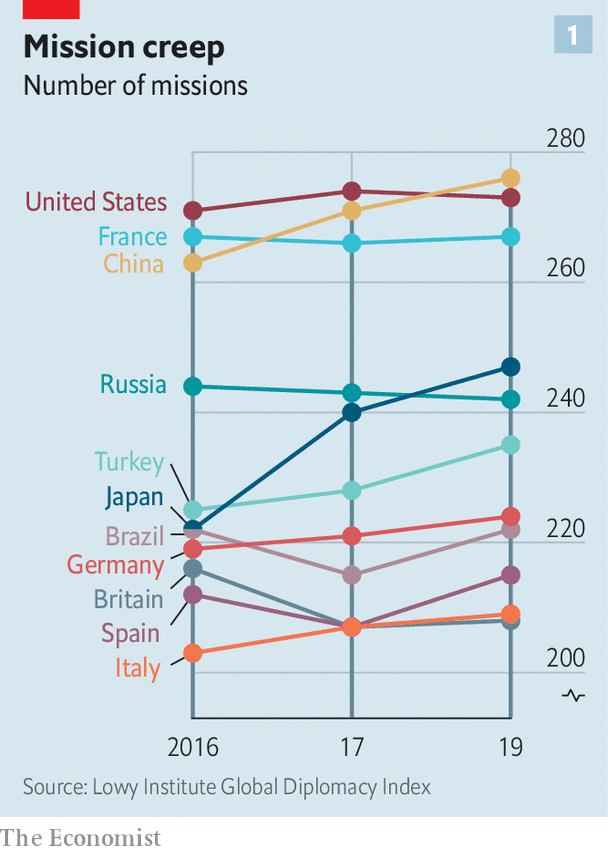 Mission creep
1
Number of missions
280
United States
France
China
260
Russia
240
Turkey
Japan
Brazil
220
Germany
Britain
Spain
Italy
200
2016
17
19
Source: Lowy Institute Global Diplomacy Index
The Economist